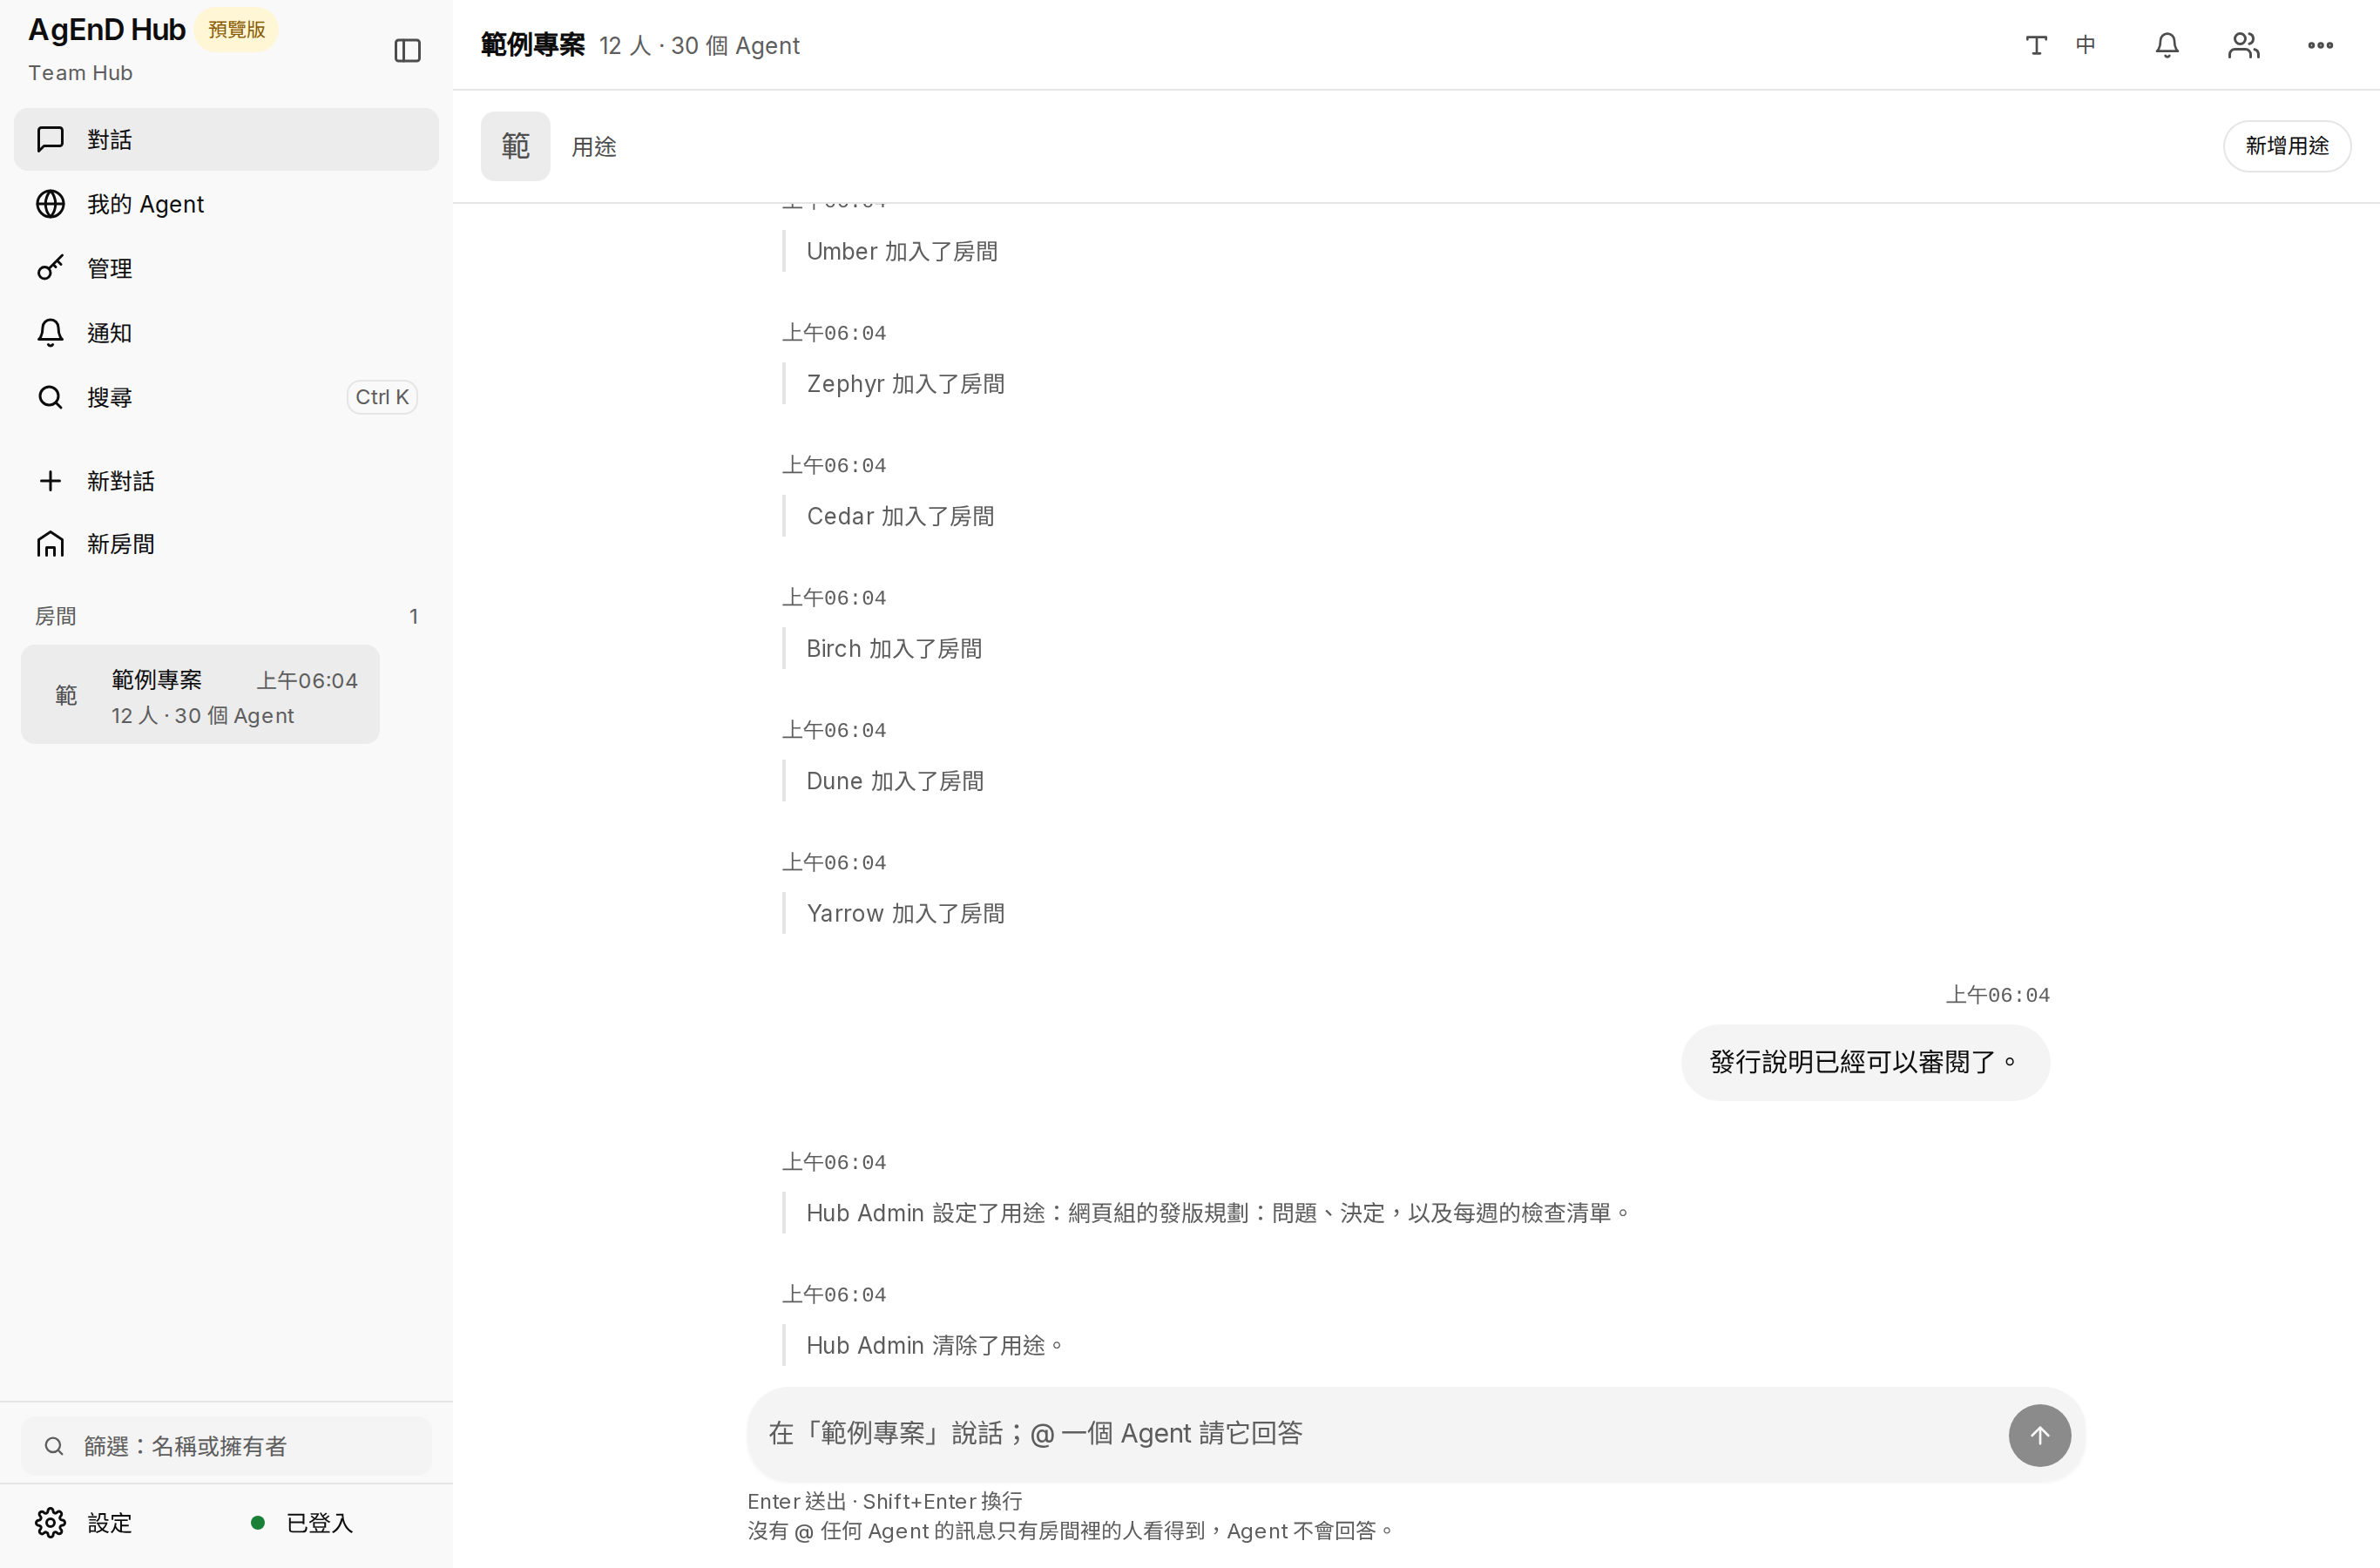 AgEnD Hub 預覽版
Team Hub
對話
我的 Agent
管理
通知
搜尋 Ctrl K
新對話
新房間
房間 1
範 範例專案 上午06:04
12 人 · 30 個 Agent
篩選：名稱或擁有者
設定 已登入
範例專案 12 人 · 30 個 Agent
中
範 用途 新增用途
Umber 加入了房間
上午06:04
Zephyr 加入了房間
上午06:04
Cedar 加入了房間
上午06:04
Birch 加入了房間
上午06:04
Dune 加入了房間
上午06:04
Yarrow 加入了房間
上午06:04
發行說明已經可以審閱了。
上午06:04
Hub Admin 設定了用途：網頁組的發版規劃：問題、決定，以及每週的檢查清單。
上午06:04
Hub Admin 清除了用途。
在「範例專案」說話；@ 一個 Agent 請它回答
Enter 送出 · Shift+Enter 換行
沒有 @ 任何 Agent 的訊息只有房間裡的人看得到，Agent 不會回答。